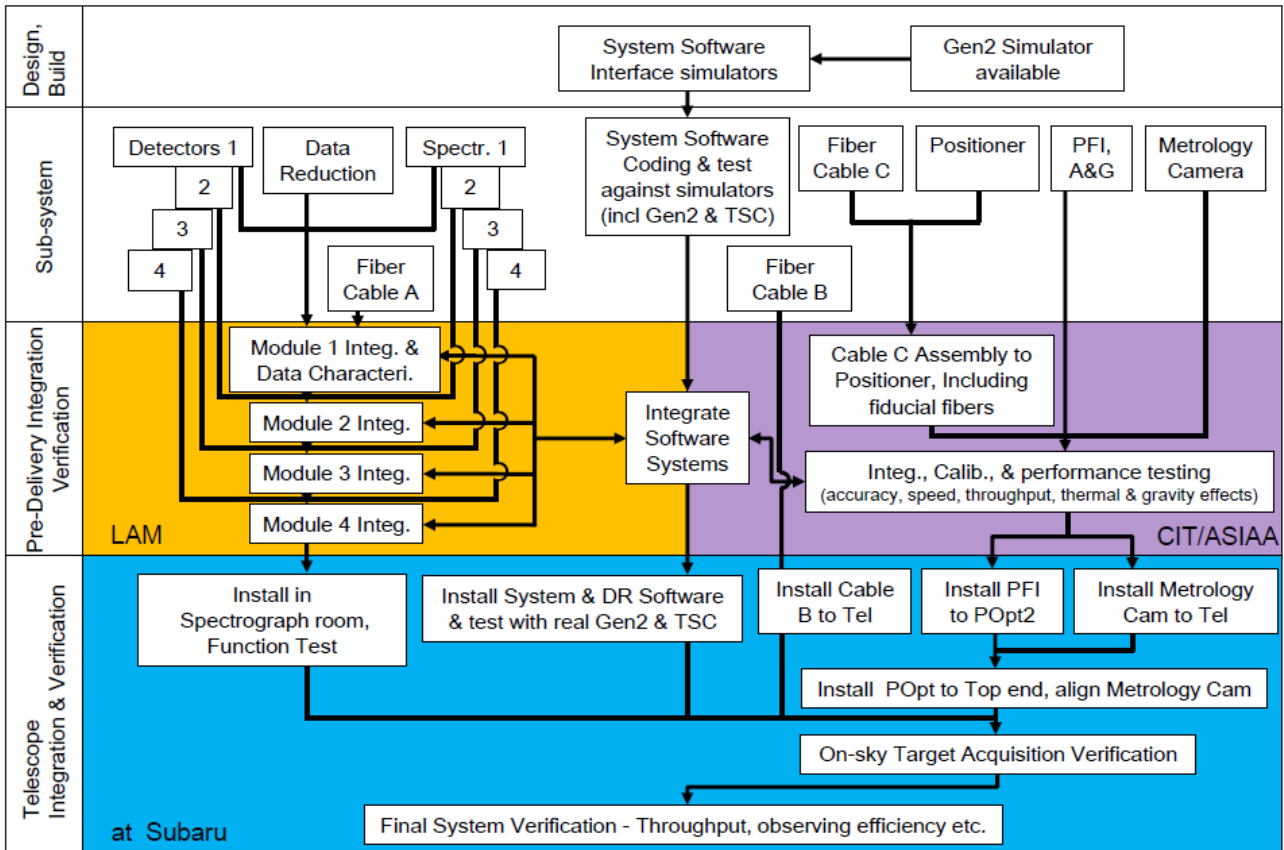 Design,
Build
System Software
Interface simulators
Gen2 Simulator
available
Sub-system
Detectors 1
2
3
4
Data
Reduction
Spectr. 1
2
3
4
Fiber
Cable A
System Software
Coding & test
against simulators
(incl Gen2 & TSC)
Fiber
Cable B
Fiber
Cable C
Positioner
PFI,
A&G
Metrology
Camera
Pre-Delivery Integration
Verification
Module 1 Integ. &
Data Characteri.
Module 2 Integ.
Module 3 Integ.
Module 4 Integ.
LAM
Integrate
Software
Systems
Cable C Assembly to
Positioner, Including
fiducial fibers
Integ., Calib., & performance testing
(accuracy, speed, throughput, thermal & gravity effects)
CIT/ASIAA
Telescope
Integration & Verification
Install in
Spectrograph room,
Function Test
Install System & DR Software
& test with real Gen2 & TSC
Install Cable
B to Tel
Install PFI
to POpt2
Install Metrology
Cam to Tel
Install POpt to Top end, align Metrology Cam
On-sky Target Acquisition Verification
Final System Verification - Throughput, observing efficiency etc.
at Subaru